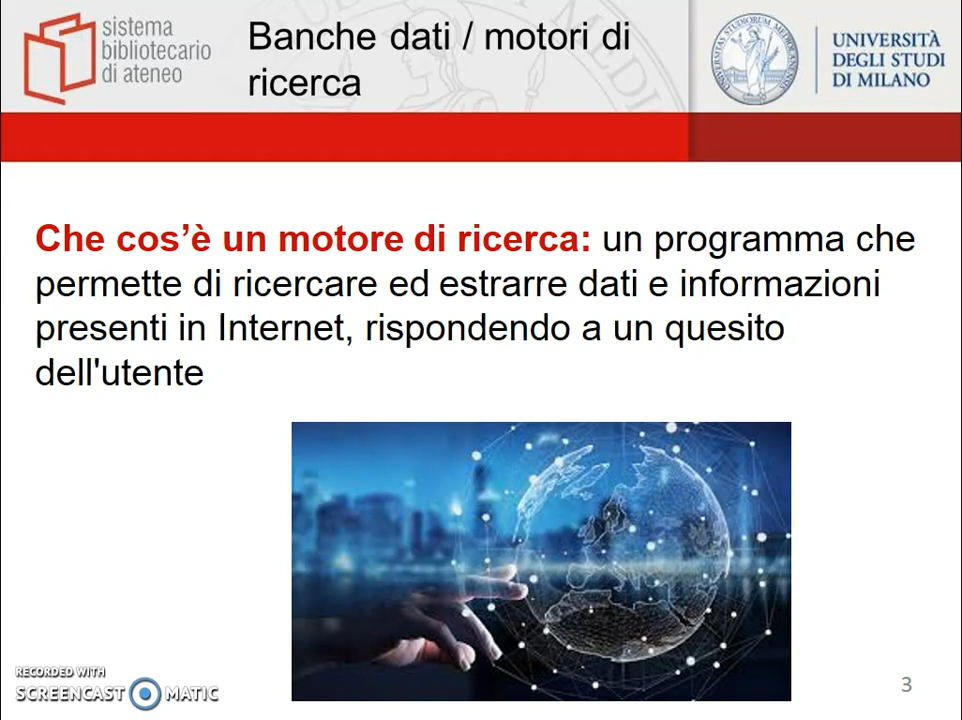 sistema
bibliotecario
di ateneo
Banche dati / motori di
ricerca
UNIVERSITÀ
DEGLI STUDI
DI MILANO
Che cos’è un motore di ricerca: un programma che
permette di ricercare ed estrarre dati e informazioni
presenti in Internet, rispondendo a un quesito
dell'utente
RECORDED WITH
SCREENCAST MATIC
3